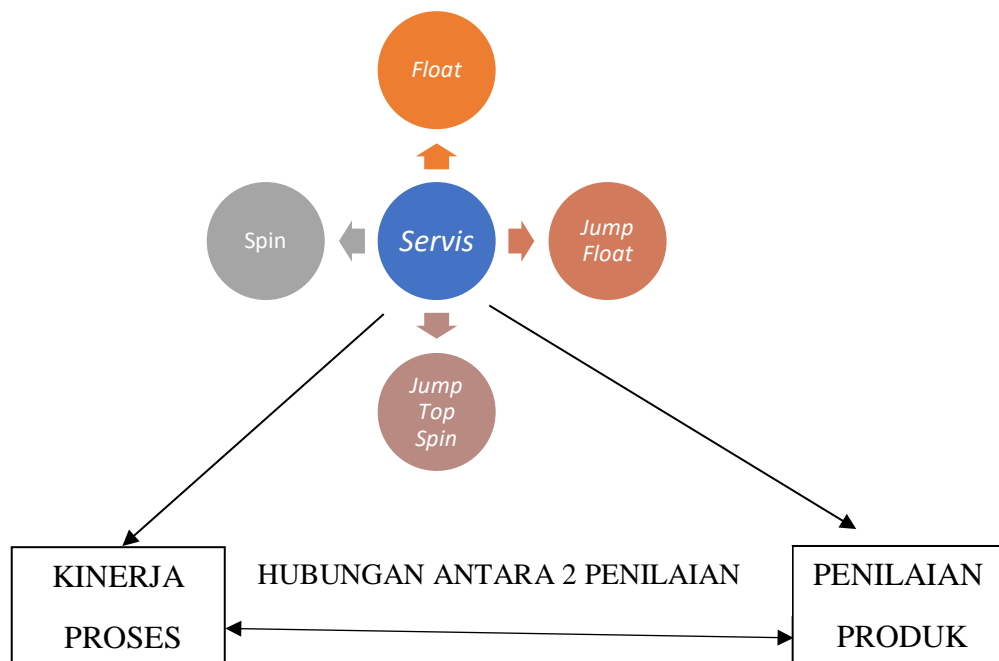 Float
Spin
Servis
Jump
Float
Jump
Top
Spin
KINERJA
PROSES
HUBUNGAN ANTARA 2 PENILAIAN
PENILAIAN
PRODUK